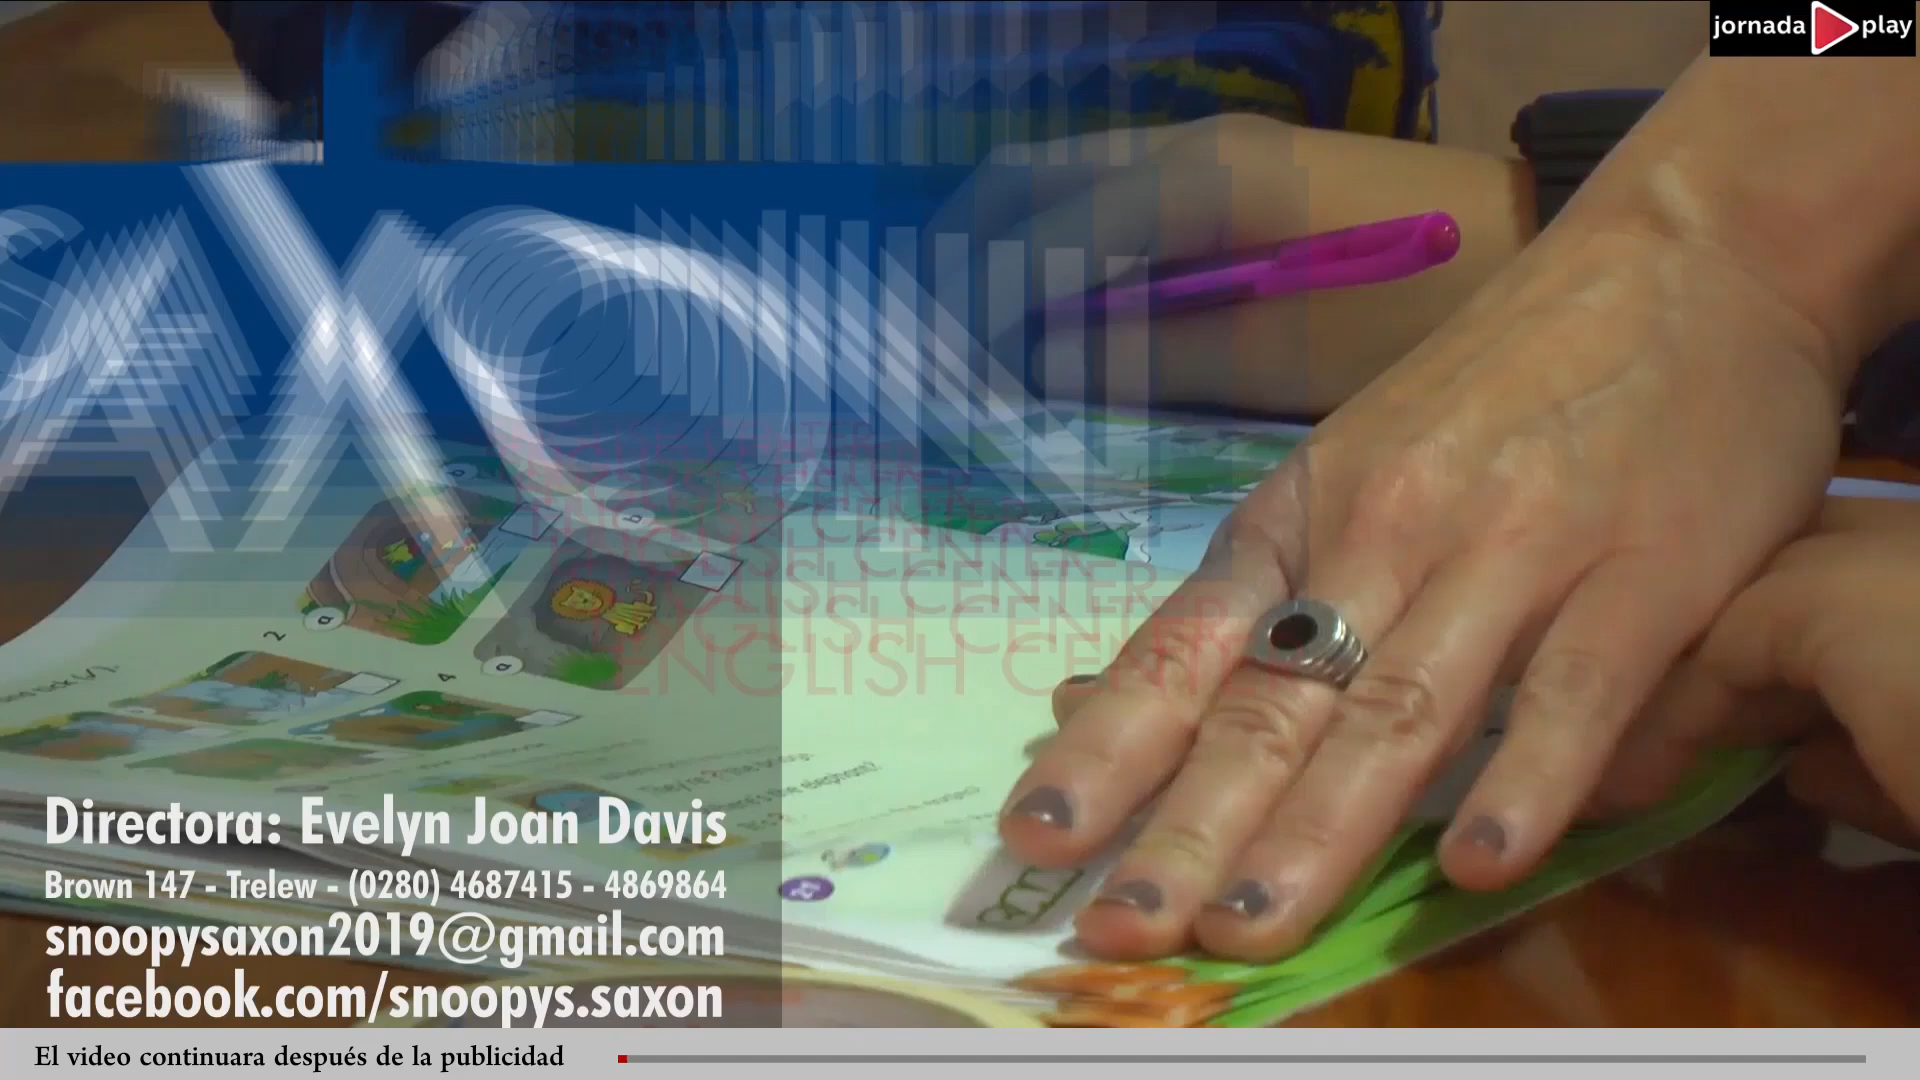 jornada play
SAXON
ENGLISH CENTER
Directora: Evelyn Joan Davis
Brown 147 - Trelew - (0280) 4687415 - 4869864
snoopysaxon2019@gmail.com
facebook.com/snoopys.saxon
El video continuara después de la publicidad